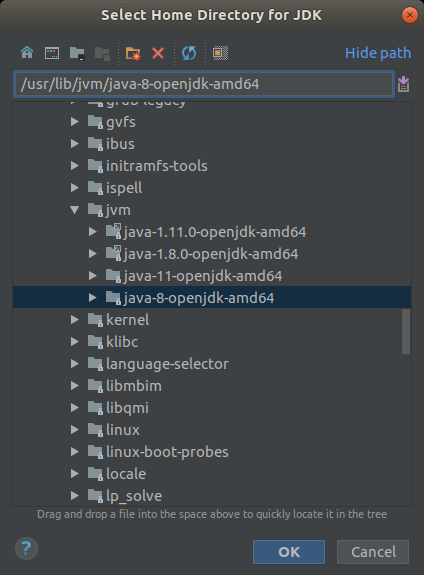 Select Home Directory for JDK
Hide path
/usr/lib/jvm/java-8-openjdk-amd64
grub-legacy
gvfs
ibus
initramfs-tools
ispell
jvm
java-1.11.0-openjdk-amd64
java-1.8.0-openjdk-amd64
java-11-openjdk-amd64
java-8-openjdk-amd64
kernel
klibc
language-selector
libmbim
libqmi
linux
linux-boot-probes
locale
lp_solve
Drag and drop a file into the space above to quickly locate it in the tree
?
OK
Cancel